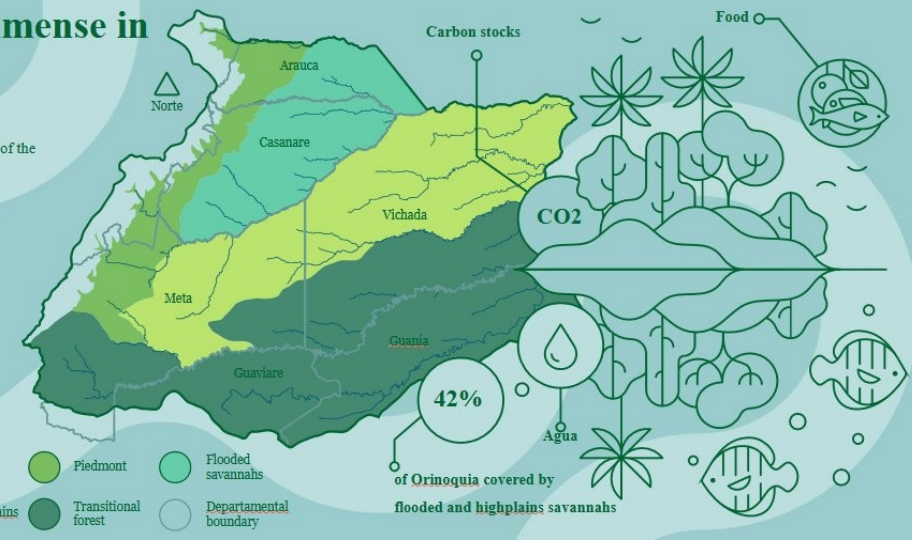 mense in
Food
Carbon stocks
Arauca
Norte
Casanare
of the
CO2
Vichada
Meta
Guania
Guaviare
42%
Agua
Piedmont
Flooded
savannahs
of Orinoquia covered by
flooded and highplains savannahs
ains
Transitional
forest
Departamental
boundary